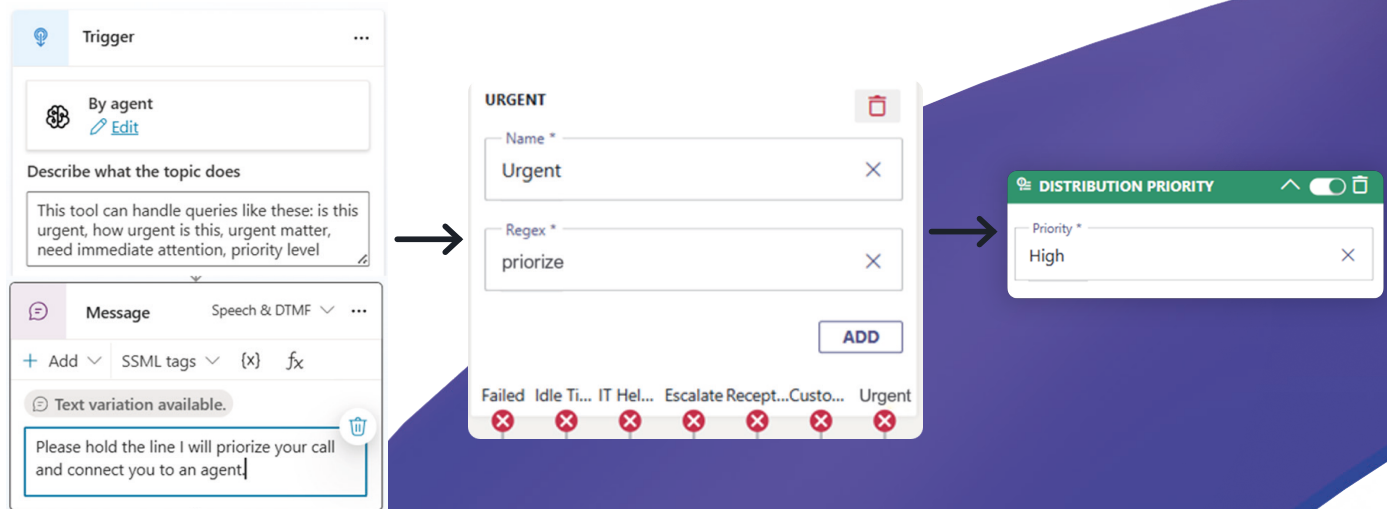 Trigger
By agent
Edit
Describe what the topic does
This tool can handle queries like these: is this
urgent, how urgent is this, urgent matter,
need immediate attention, priority level
Message
Speech & DTMF
+ Add
SSML tags
{x}
fx
Text variation available.
Please hold the line I will priorize your call
and connect you to an agent.
URGENT
Name *
Urgent
Regex *
priorize
ADD
Failed Idle Ti... IT Hel... Escalate Recept... Custo... Urgent
DISTRIBUTION PRIORITY
Priority *
High